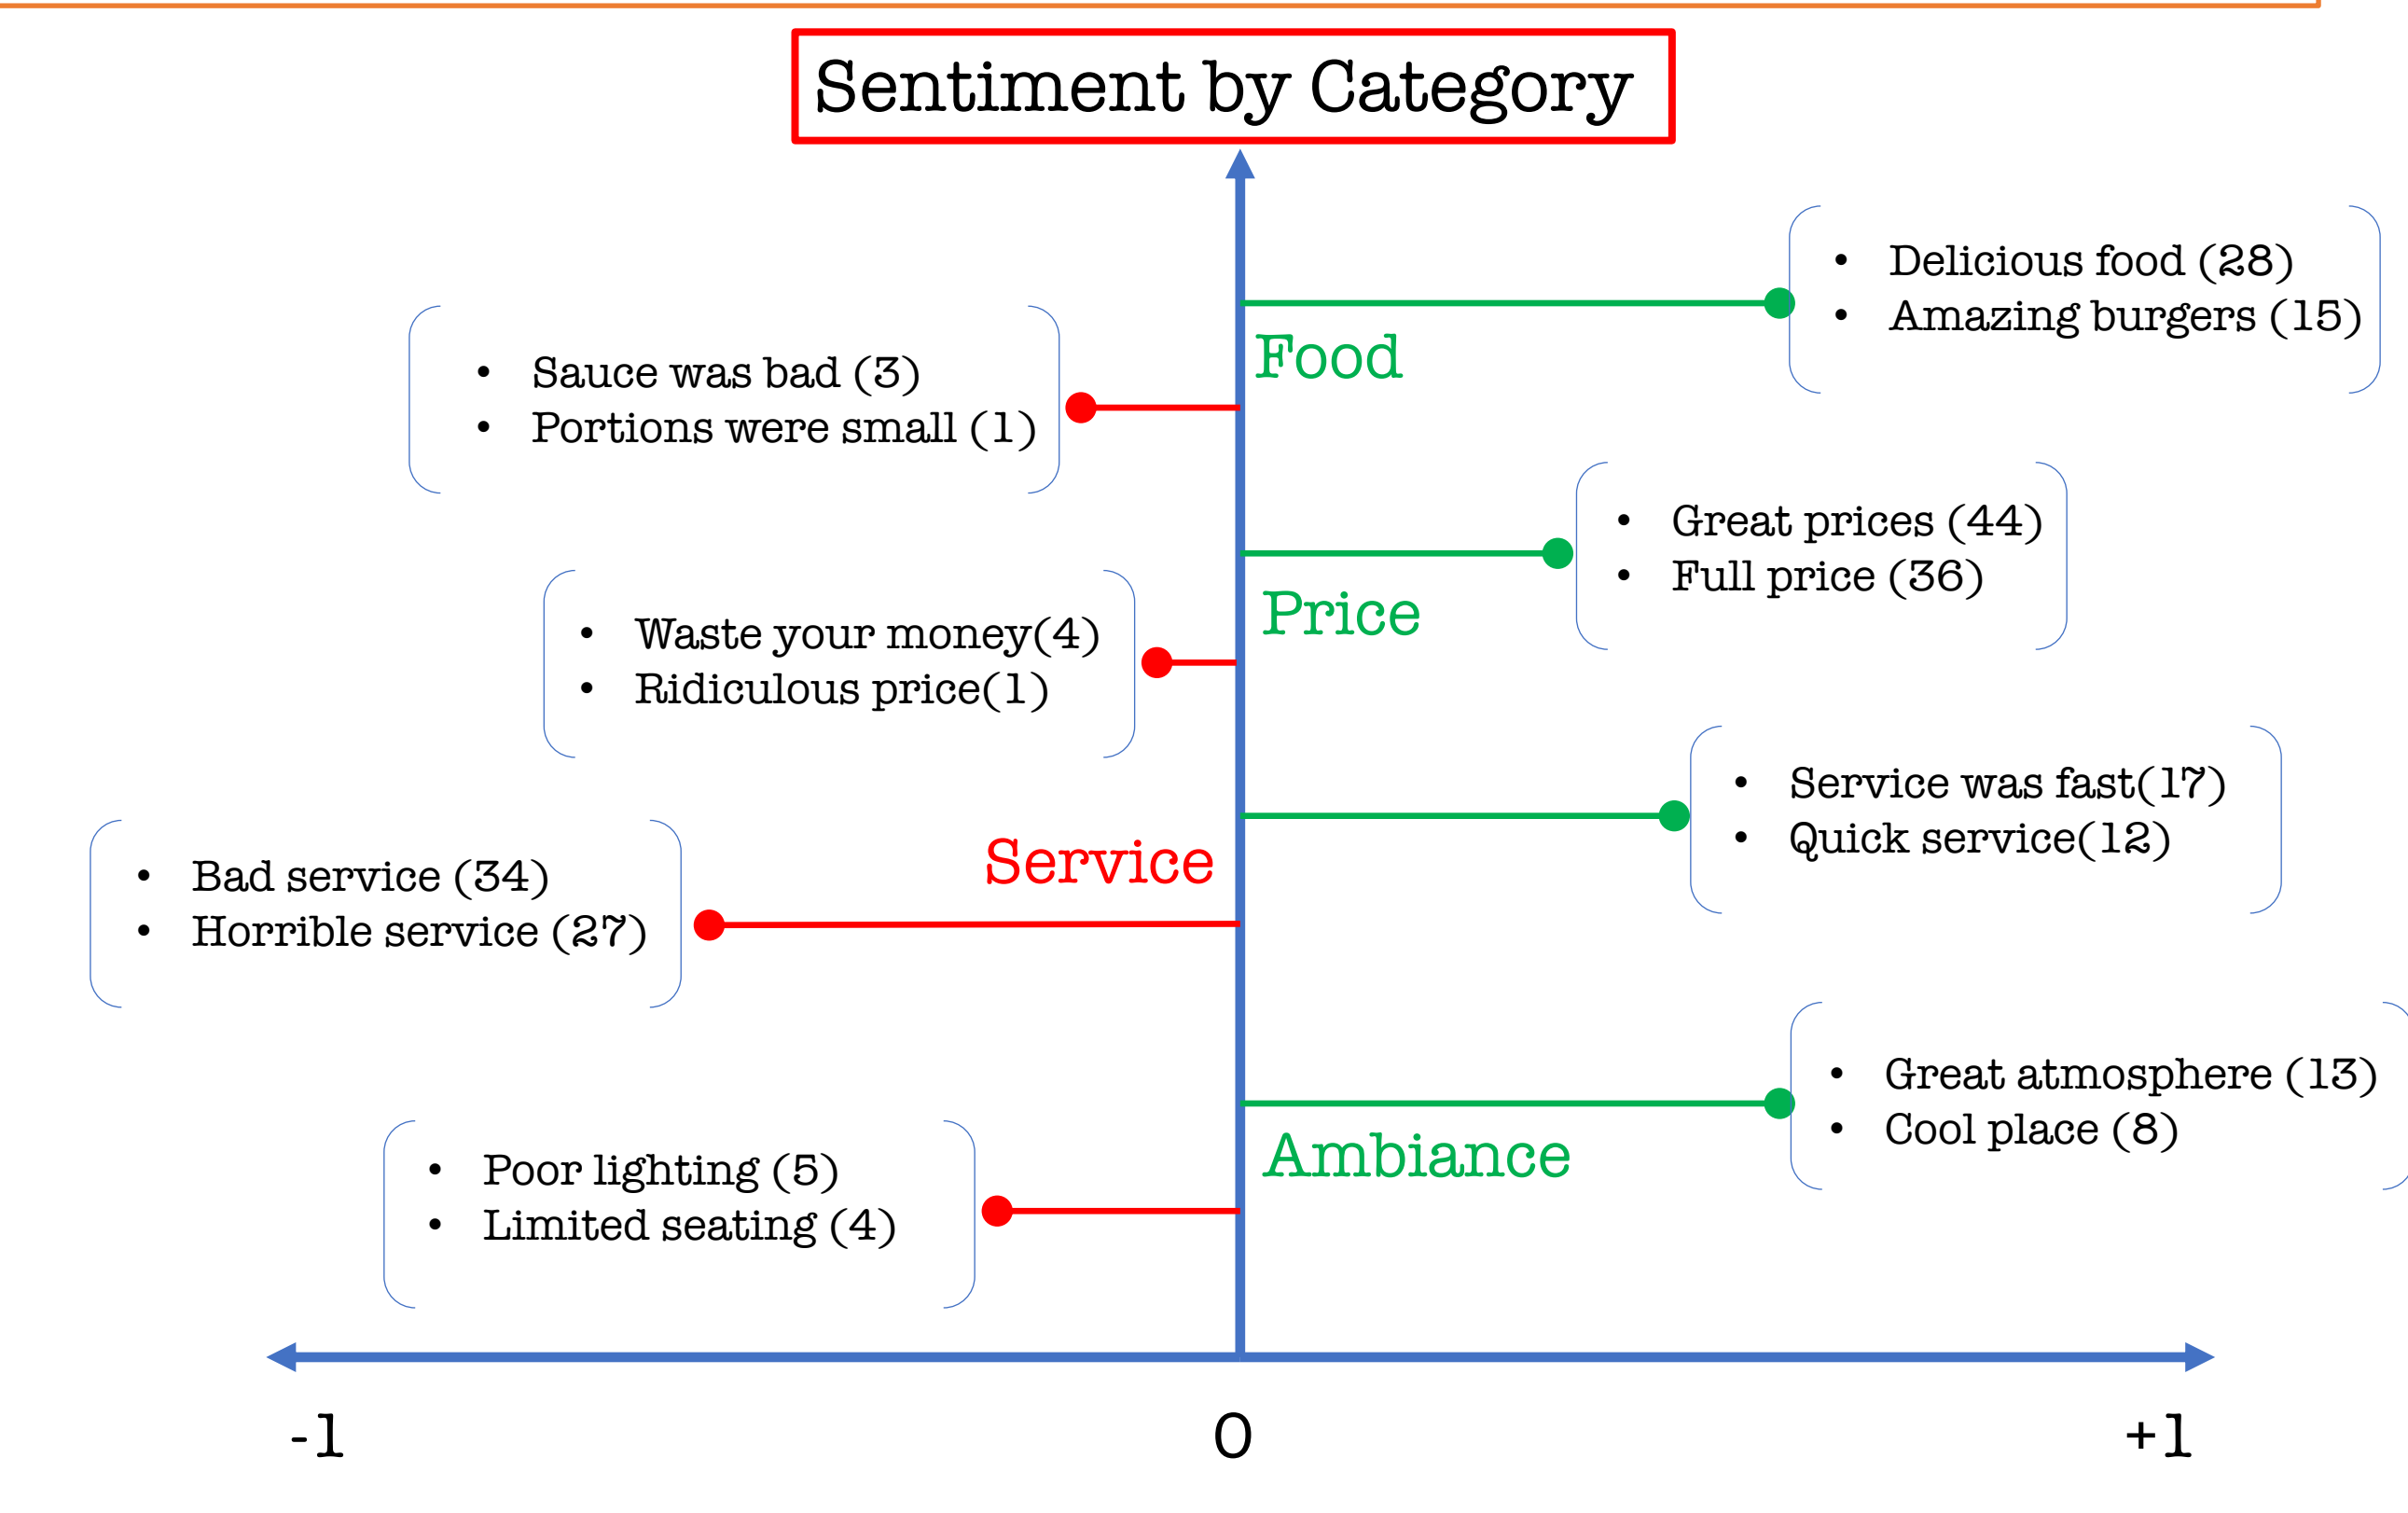 Sentiment by Category
• Delicious food (28)
• Amazing burgers (15)
Food
• Sauce was bad (3)
• Portions were small (1)
• Great prices (44)
• Full price (36)
Price
• Waste your money(4)
• Ridiculous price(1)
• Service was fast(17)
• Quick service(12)
Service
• Bad service (34)
• Horrible service (27)
• Great atmosphere (13)
• Cool place (8)
Ambiance
• Poor lighting (5)
• Limited seating (4)
-1
0
+1